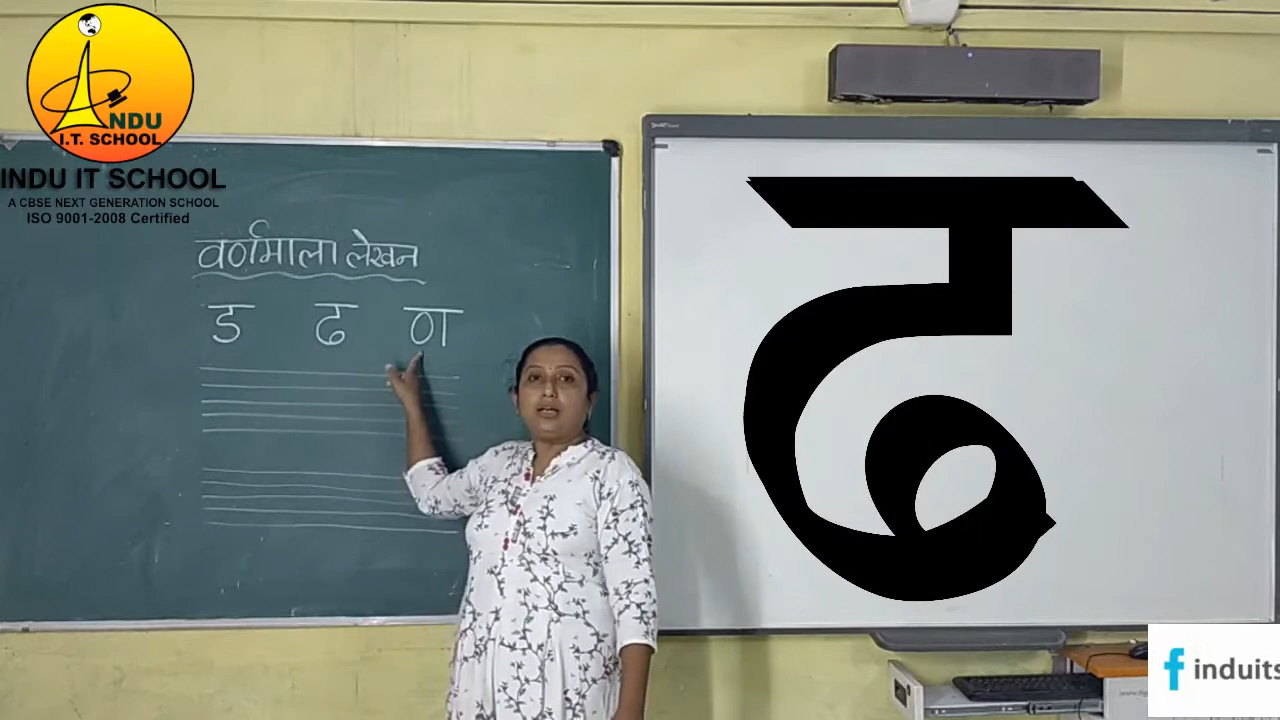 NDU
I.T. SCHOOL
INDU IT SCHOOL
A CBSE NEXT GENERATION SCHOOL
ISO 9001-2008 Certified
वर्णमाला लेखन
ड ढ ण
ढ
f induits